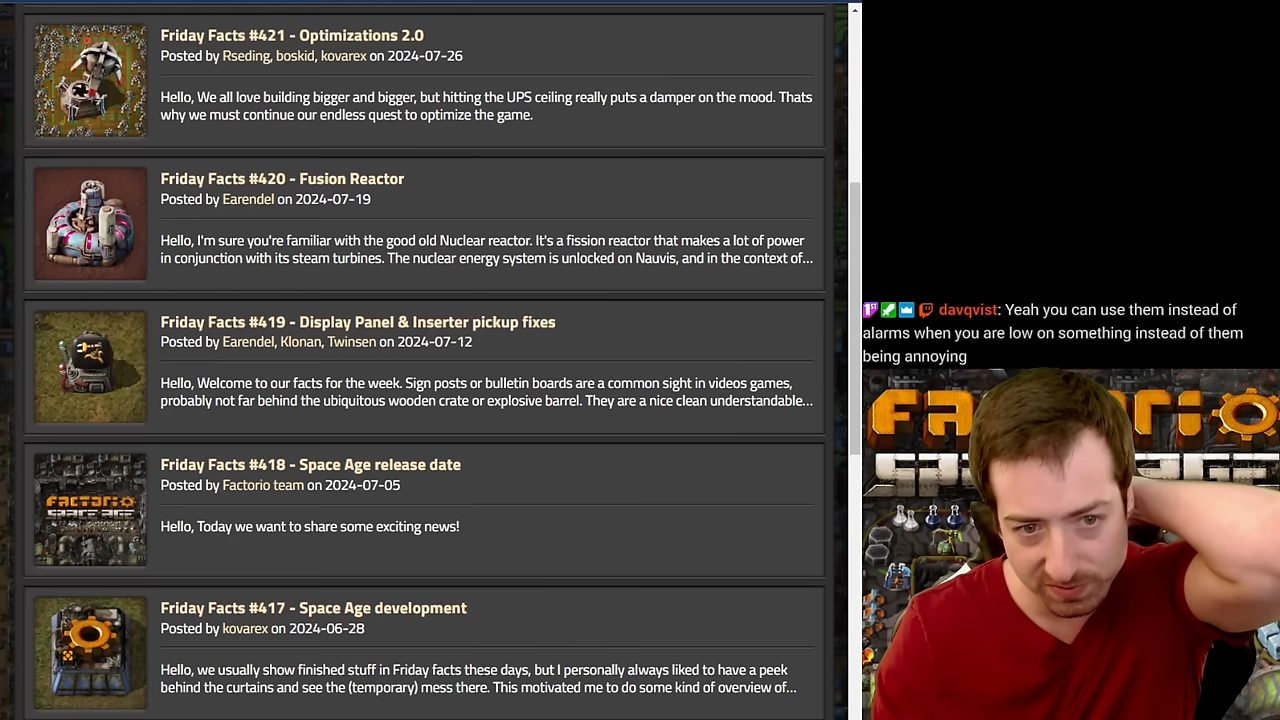 Friday Facts #421 - Optimizations 2.0
Posted by Rseding, boskid, kovarex on 2024-07-26
Hello, We all love building bigger and bigger, but hitting the UPS ceiling really puts a damper on the mood. Thats
why we must continue our endless quest to optimize the game.
Friday Facts #420 - Fusion Reactor
Posted by Earendel on 2024-07-19
Hello, I'm sure you're familiar with the good old Nuclear reactor. It's a fission reactor that makes a lot of power
in conjunction with its steam turbines. The nuclear energy system is unlocked on Nauvis, and in the context of...
Friday Facts #419 - Display Panel & Inserter pickup fixes
Posted by Earendel, Klonan, Twinsen on 2024-07-12
Hello, Welcome to our facts for the week. Sign posts or bulletin boards are a common sight in videos games,
probably not far behind the ubiquitous wooden crate or explosive barrel. They are a nice clean understandable...
Friday Facts #418 - Space Age release date
Posted by Factorio team on 2024-07-05
Hello, Today we want to share some exciting news!
FACTORIO
SPACE AGE
Friday Facts #417 - Space Age development
Posted by kovarex on 2024-06-28
Hello, we usually show finished stuff in Friday facts these days, but I personally always liked to have a peek
behind the curtains and see the (temporary) mess there. This motivated me to do some kind of overview of...
1ST davqvist: Yeah you can use them instead of
alarms when you are low on something instead of them
being annoying